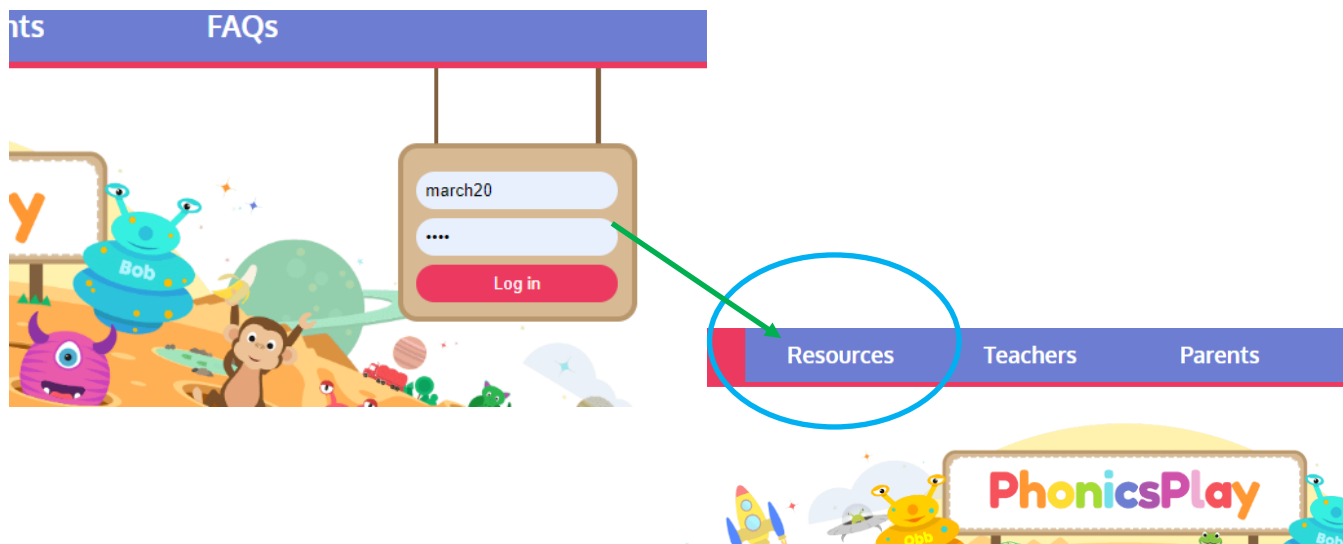 nts FAQs
y
march20
••••
Log in
Bob
Resources Teachers Parents
PhonicsPlay
Obb
Bob